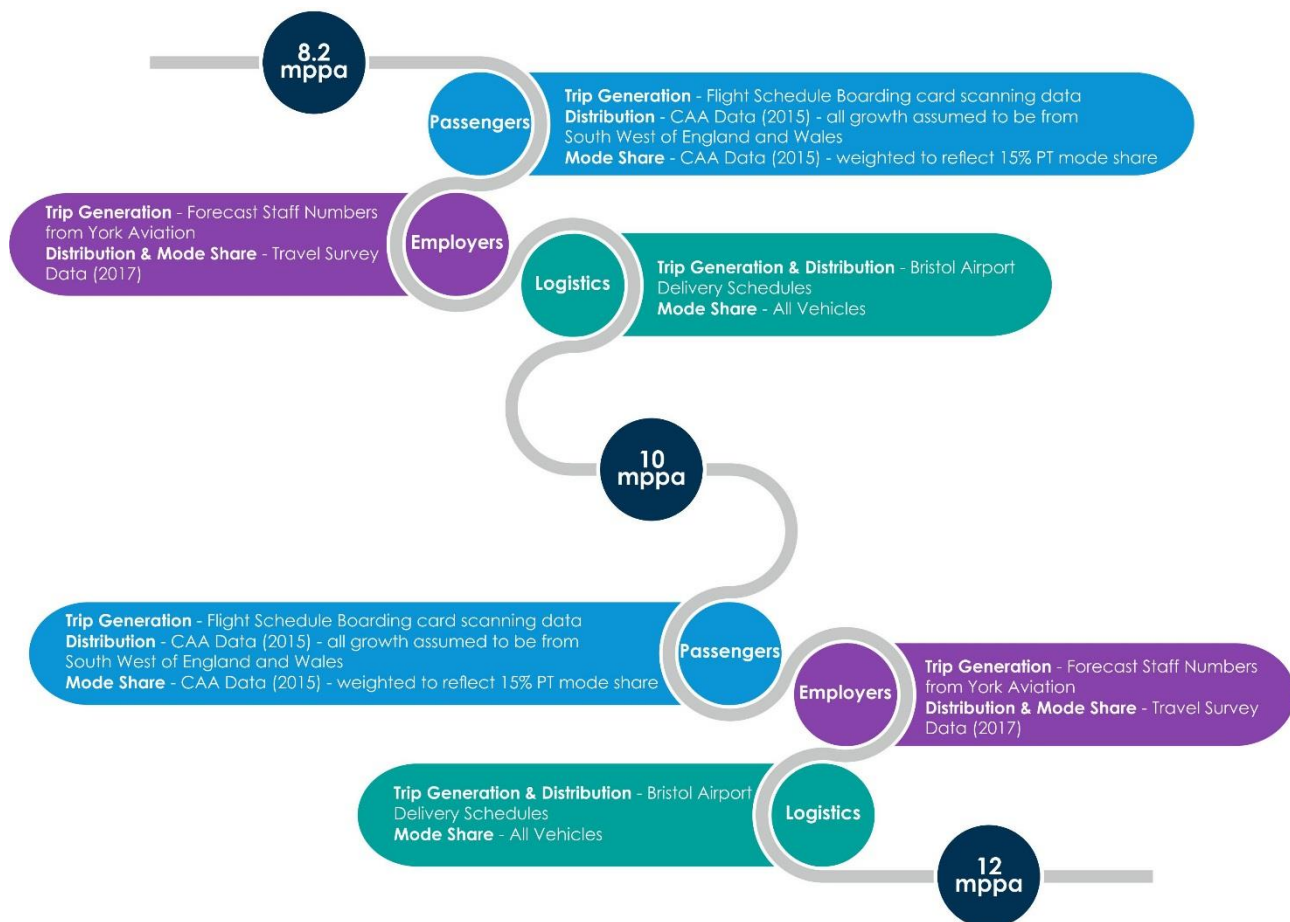 8.2
mppa
Passengers
Trip Generation - Flight Schedule Boarding card scanning data
Distribution - CAA Data (2015) - all growth assumed to be from
South West of England and Wales
Mode Share - CAA Data (2015) - weighted to reflect 15% PT mode share
Trip Generation - Forecast Staff Numbers
from York Aviation
Distribution & Mode Share - Travel Survey
Data (2017)
Employers
Logistics
Trip Generation & Distribution - Bristol Airport
Delivery Schedules
Mode Share - All Vehicles
10
mppa
Trip Generation - Flight Schedule Boarding card scanning data
Distribution - CAA Data (2015) - all growth assumed to be from
South West of England and Wales
Mode Share - CAA Data (2015) - weighted to reflect 15% PT mode share
Passengers
Employers
Trip Generation - Forecast Staff Numbers
from York Aviation
Distribution & Mode Share - Travel Survey
Data (2017)
Trip Generation & Distribution - Bristol Airport
Delivery Schedules
Mode Share - All Vehicles
Logistics
12
mppa